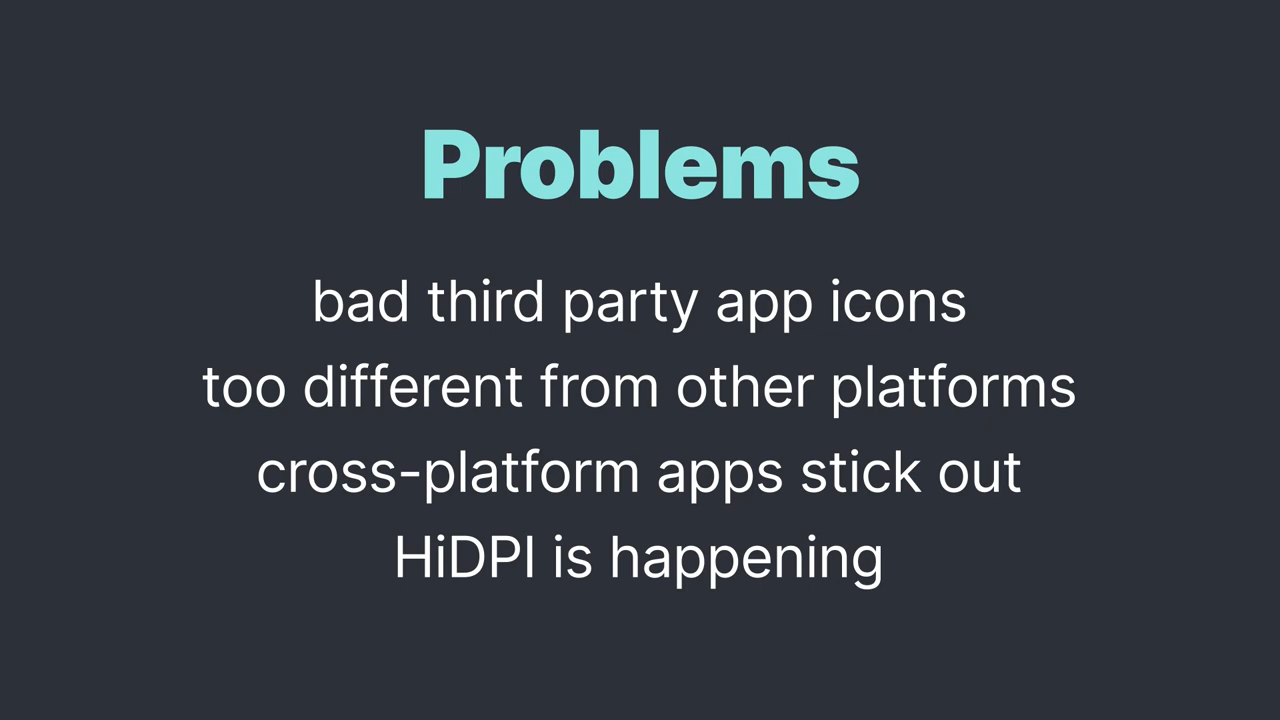 Problems
bad third party app icons
too different from other platforms
cross-platform apps stick out
HiDPI is happening